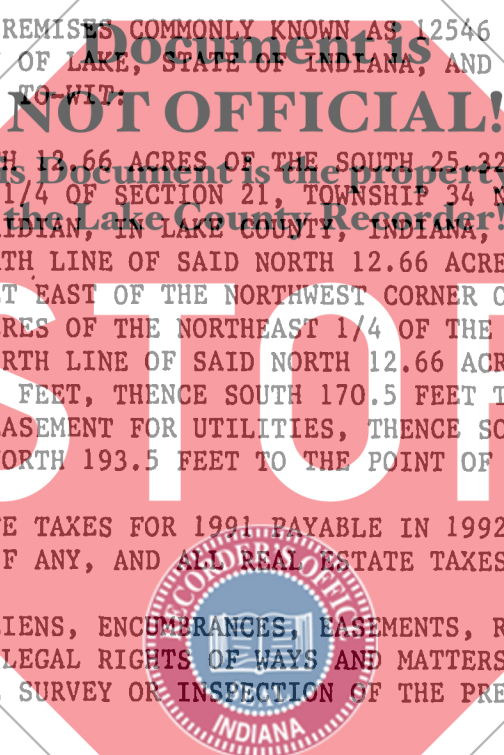 REMISES COMMONLY KNOWN AS 12546
Document is
OF LAKE, STATE OF INDIANA, AND
TO-WIT:
NOT OFFICIAL!
H 12.66 ACRES OF THE SOUTH 25.32
is Document is the property
1/4 OF SECTION 21, TOWNSHIP 34 N
the Lake County Recorder!
IDIAN, IN LAKE COUNTY, INDIANA,
TH LINE OF SAID NORTH 12.66 ACRE
T EAST OF THE NORTHWEST CORNER O
RES OF THE NORTHEAST 1/4 OF THE
RTH LINE OF SAID NORTH 12.66 ACR
FEET, THENCE SOUTH 170.5 FEET T
STOP
ASEMENT FOR UTILITIES, THENCE SO
ORTH 193.5 FEET TO THE POINT OF
E TAXES FOR 1991 PAYABLE IN 1992
F ANY, AND ALL REAL ESTATE TAXES
RECORDER'S OFFICE
IENS, ENCUMBRANCES, EASEMENTS, R
LEGAL RIGHTS OF WAYS AND MATTERS
SURVEY OR INSPECTION OF THE PRE
INDIANA